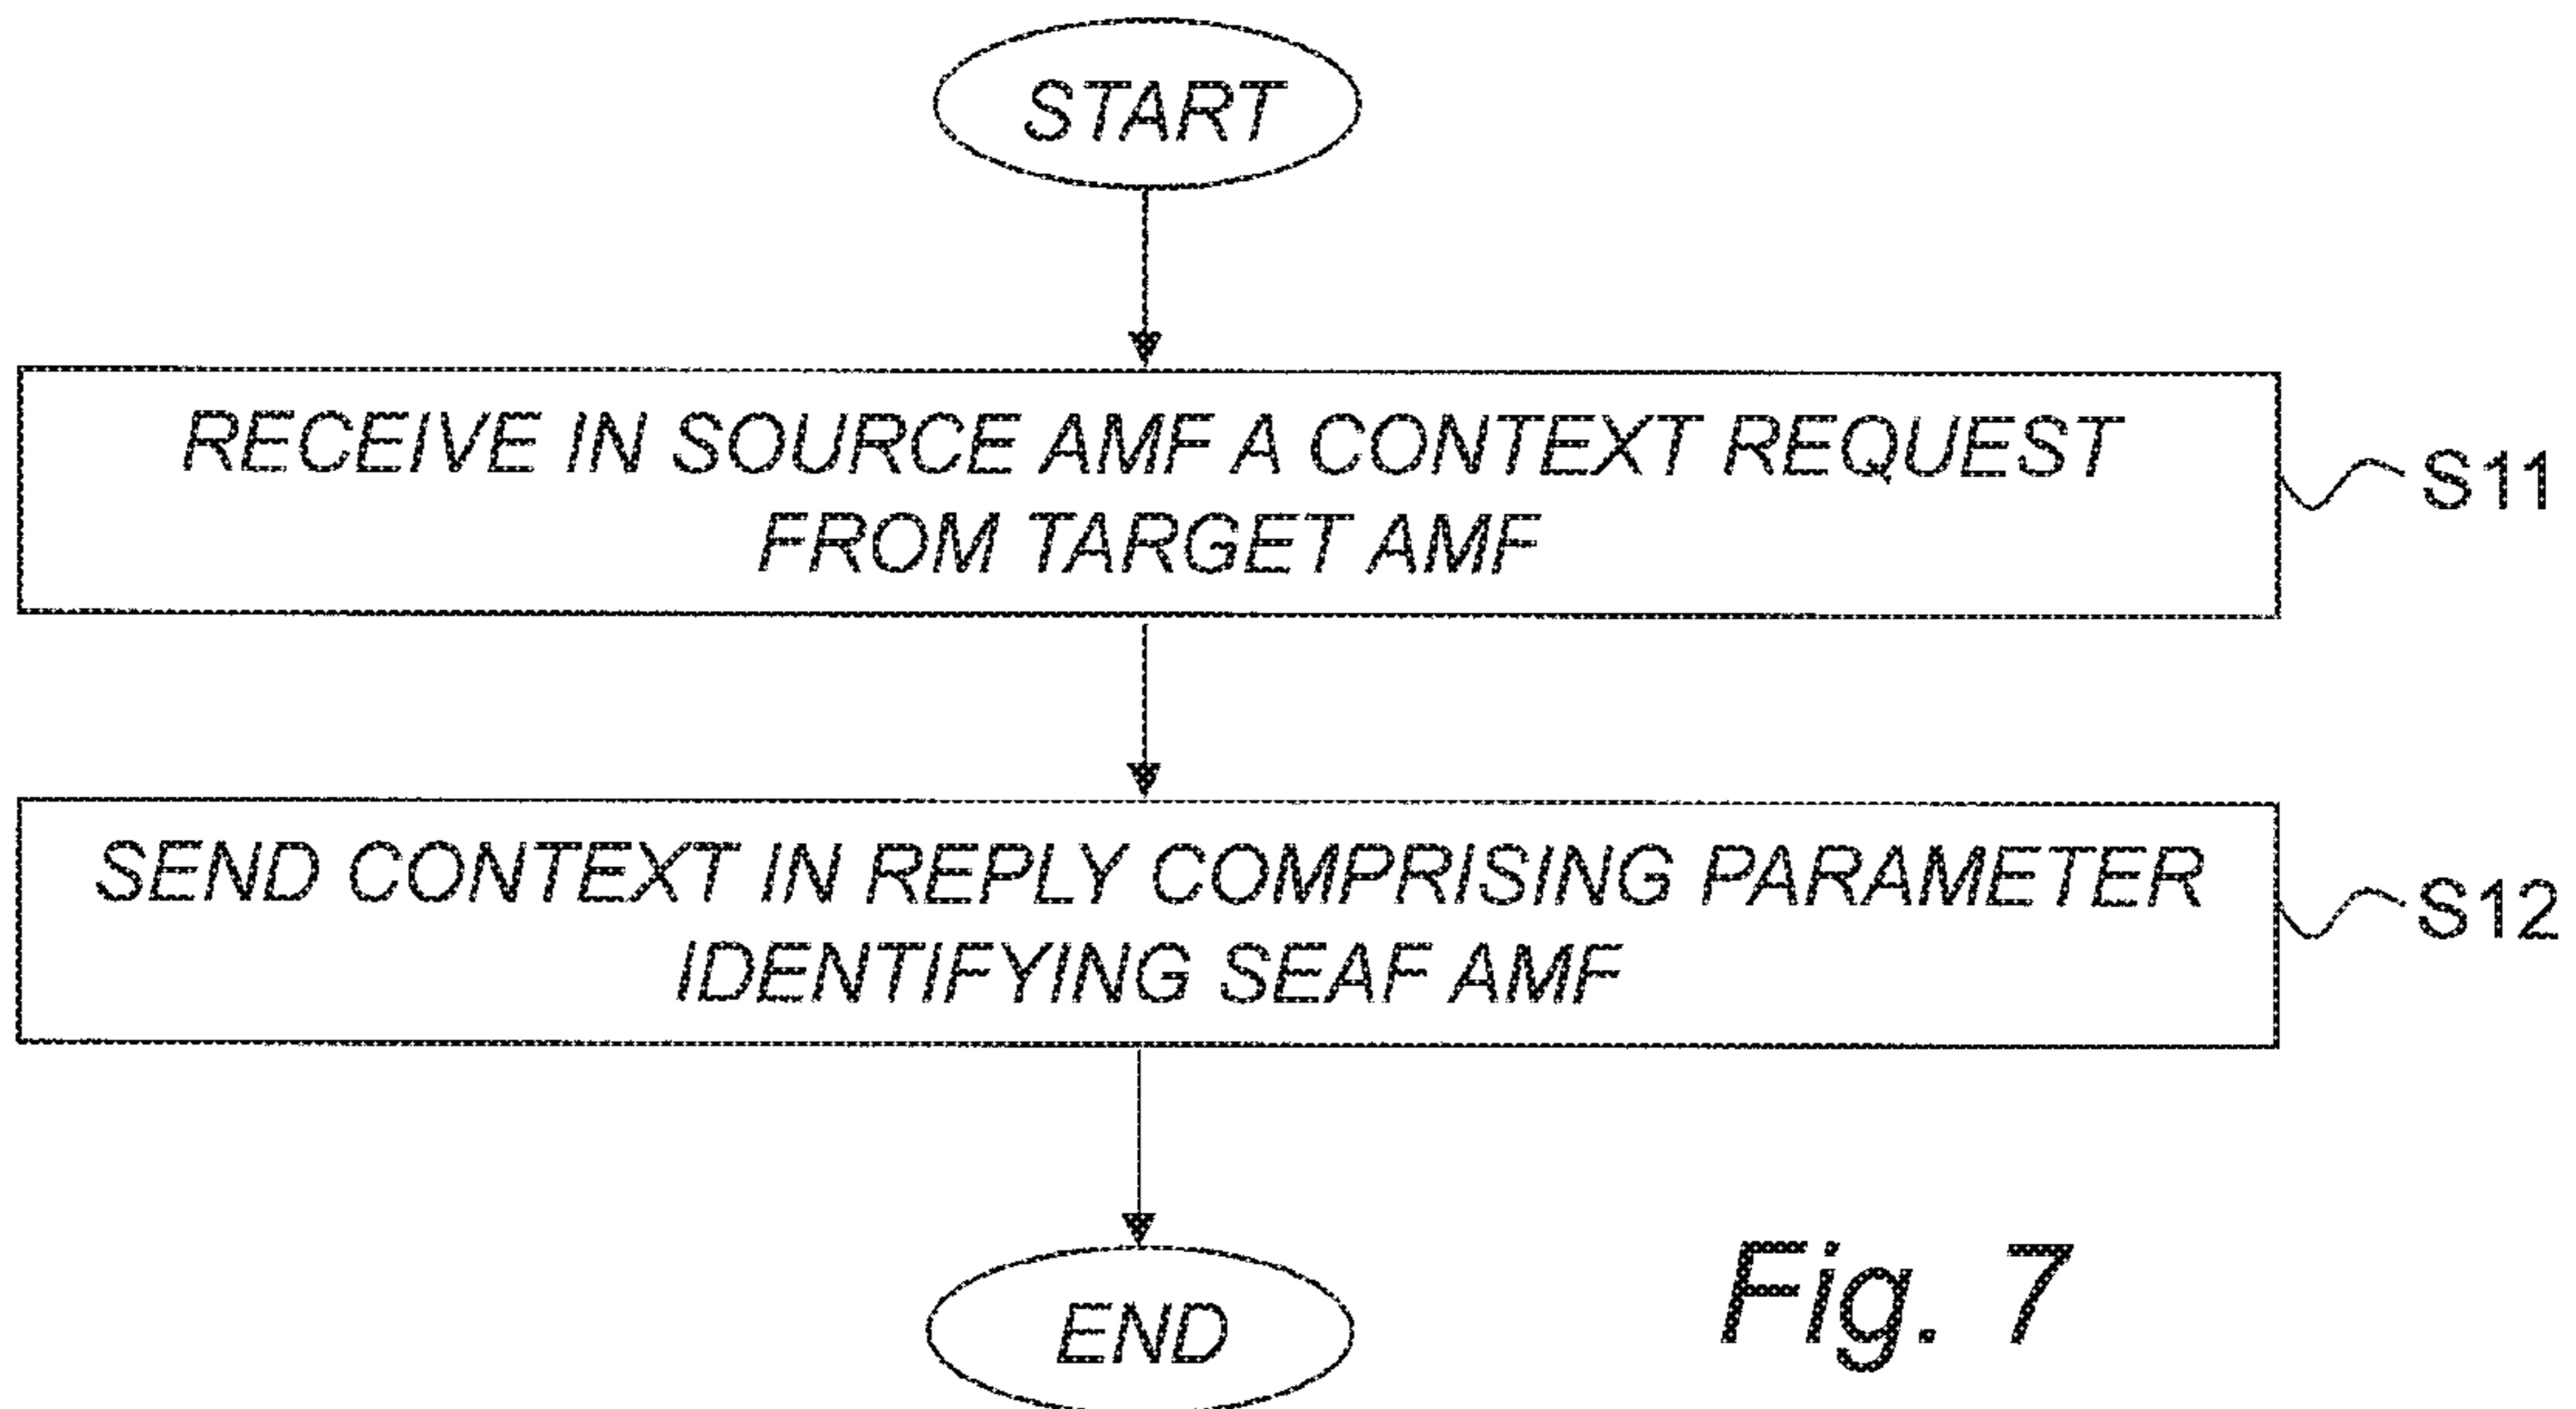 START
RECEIVE IN SOURCE AMF A CONTEXT REQUEST
FROM TARGET AMF
S11
SEND CONTEXT IN REPLY COMPRISING PARAMETER
IDENTIFYING SEAF AMF
S12
END
Fig. 7